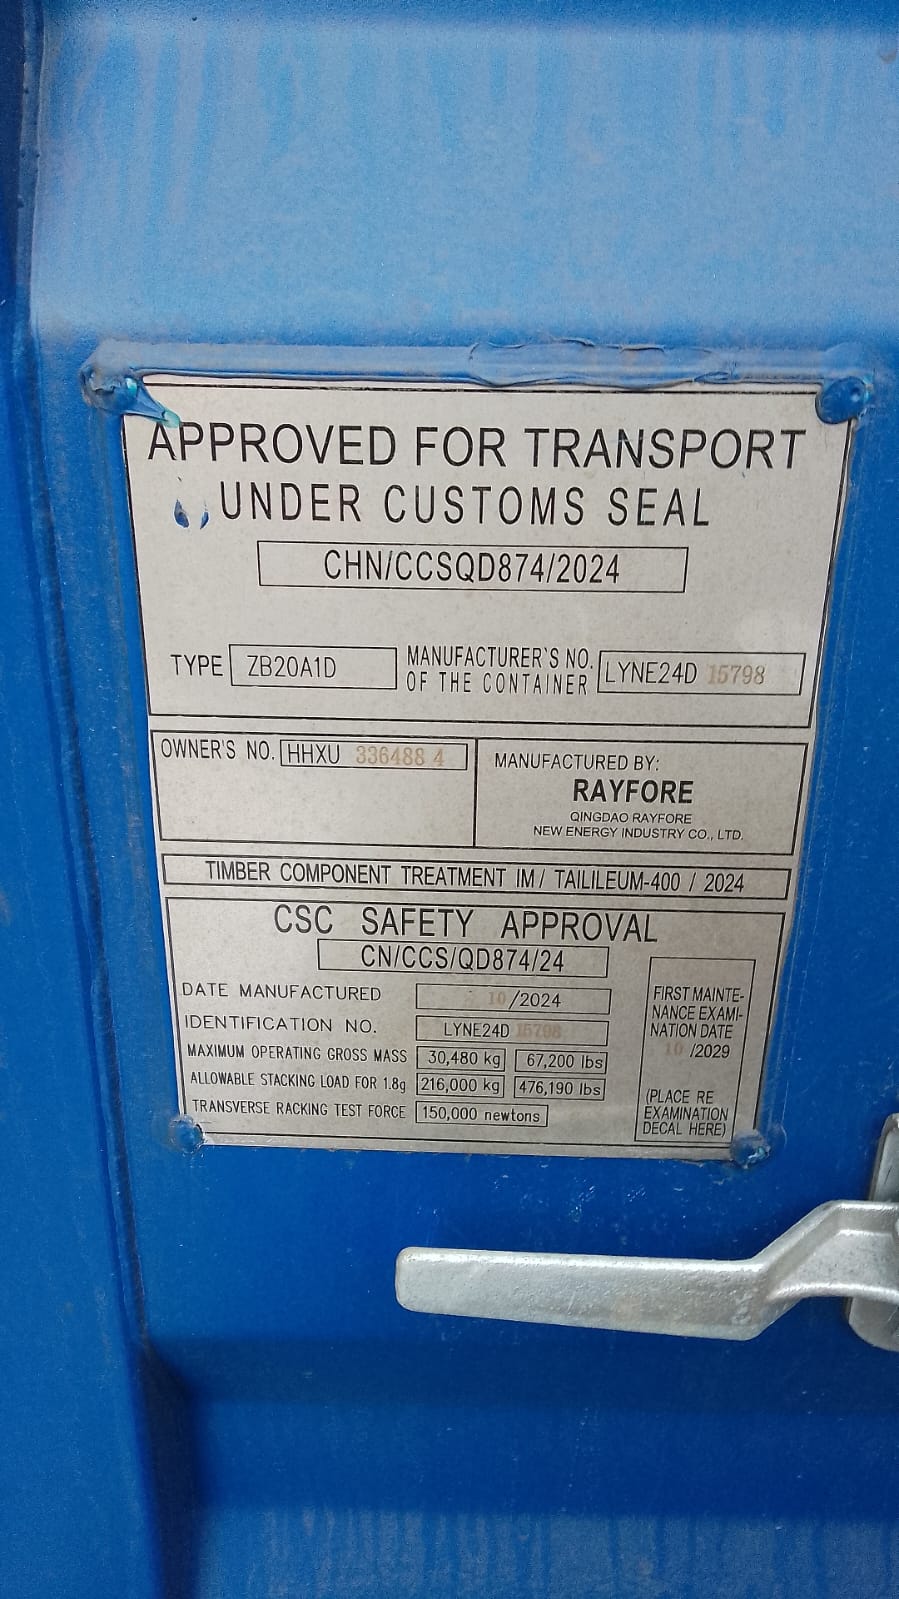 APPROVED FOR TRANSPORT
UNDER CUSTOMS SEAL
CHN/CCSQD874/2024
TYPE ZB20A1D
MANUFACTURER'S NO.
OF THE CONTAINER
LYNE24D 15798
OWNER'S NO. HHXU 336488 4
MANUFACTURED BY:
RAYFORE
QINGDAO RAYFORE
NEW ENERGY INDUSTRY CO., LTD.
TIMBER COMPONENT TREATMENT IM / TAILILEUM-400 / 2024
CSC SAFETY APPROVAL
CN/CCS/QD874/24
DATE MANUFACTURED 10/2024
IDENTIFICATION NO. LYNE24D 15798
MAXIMUM OPERATING GROSS MASS 30,480 kg 67,200 lbs
ALLOWABLE STACKING LOAD FOR 1.8g 216,000 kg 476,190 lbs
TRANSVERSE RACKING TEST FORCE 150,000 newtons
FIRST MAINTE-
NANCE EXAMI-
NATION DATE
10 /2029
(PLACE RE
EXAMINATION
DECAL HERE)